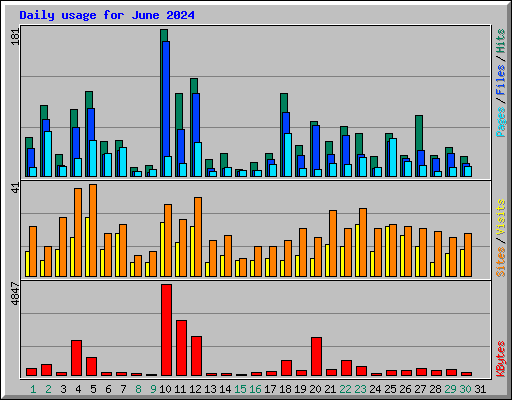 Daily usage for June 2024
181
Pages/Files/Hits
41
Sites/Visits
4847
KBytes
1 2 3 4 5 6 7 8 9 10 11 12 13 14 15 16 17 18 19 20 21 22 23 24 25 26 27 28 29 30 31